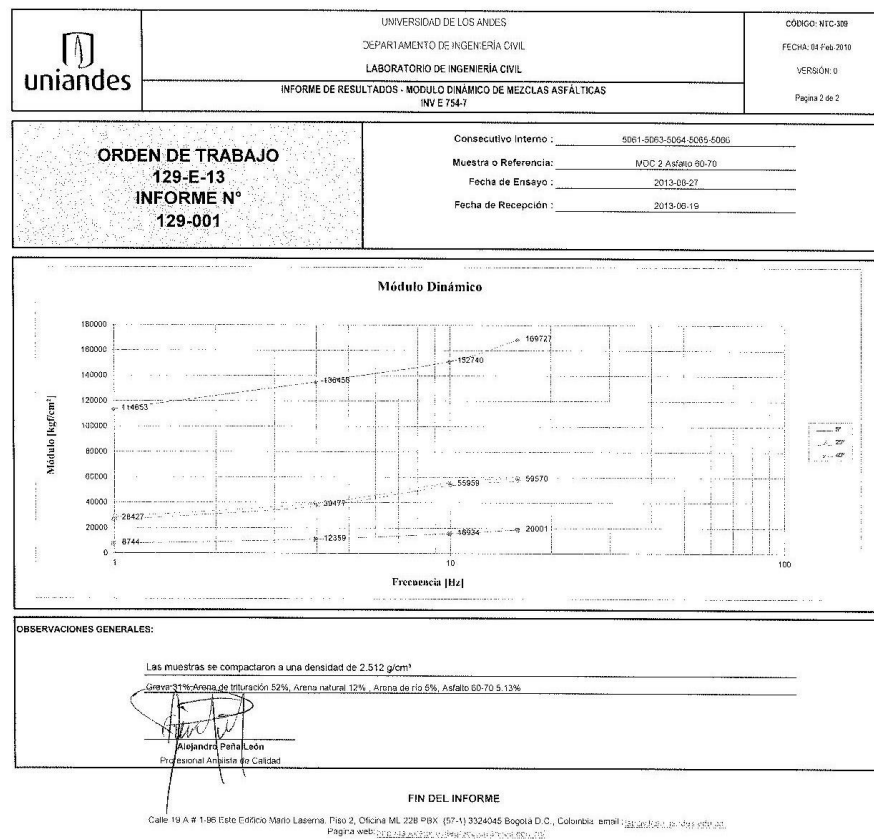 uniandes
UNIVERSIDAD DE LOS ANDES
DEPARTAMENTO DE INGENIERÍA CIVIL
LABORATORIO DE INGENIERÍA CIVIL
INFORME DE RESULTADOS - MODULO DINÁMICO DE MEZCLAS ASFÁLTICAS
INV E 754-7
CÓDIGO: NTC-309
FECHA: 04-Feb-2010
VERSIÓN: 0
Pagina 2 de 2
ORDEN DE TRABAJO
129-E-13
INFORME N°
129-001
Consecutivo Interno : 5061-5063-5064-5065-5066
Muestra o Referencia: MDC 2 Asfalto 60-70
Fecha de Ensayo : 2013-08-27
Fecha de Recepción : 2013-06-19
Módulo Dinámico
Módulo [kgf/cm²]
180000
160000
140000
120000
100000
80000
60000
40000
20000
0
114653
136456
152740
169727
28427
39477
55959
59570
8744
12359
16934
20001
1
10
100
Frecuencia [Hz]
5°
25°
40°
OBSERVACIONES GENERALES:
Las muestras se compactaron a una densidad de 2.512 g/cm³
Grava 31% Arena de trituración 52%, Arena natural 12% , Arena de río 5%, Asfalto 60-70 5.13%
Alejandro Peña León
Profesional Analista de Calidad
FIN DEL INFORME
Calle 19 A # 1-96 Este Edificio Mario Laserna. Piso 2, Oficina ML 228 PBX (57-1) 3324045 Bogotá D.C., Colombia email :
Pagina web: